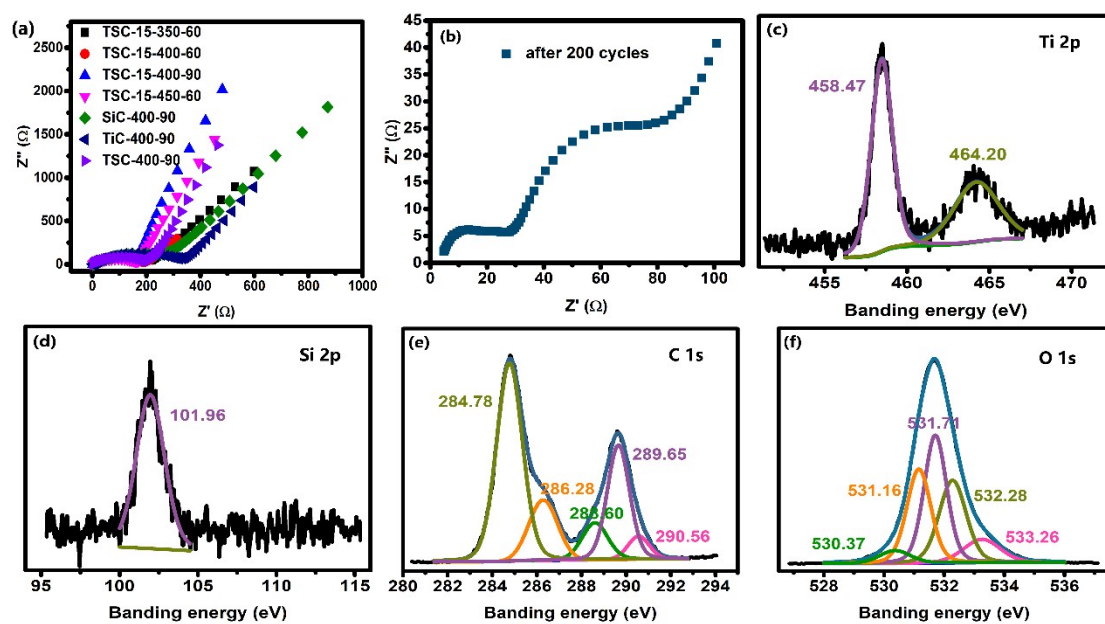 (a)
TSC-15-350-60
TSC-15-400-60
TSC-15-400-90
TSC-15-450-60
SiC-400-90
TiC-400-90
TSC-400-90
2500
2000
1500
1000
500
0
Z'' (Ω)
0 200 400 600 800 1000
Z' (Ω)
(b)
after 200 cycles
45
40
35
30
25
20
15
10
5
0
Z'' (Ω)
0 20 40 60 80 100
Z' (Ω)
(c)
Ti 2p
458.47
464.20
455 460 465 470
Banding energy (eV)
(d)
Si 2p
101.96
95 100 105 110 115
Banding energy (eV)
(e)
C 1s
284.78
289.65
286.28
288.60
290.56
280 282 284 286 288 290 292 294
Banding energy (eV)
(f)
O 1s
531.71
531.16
532.28
530.37
533.26
528 530 532 534 536
Banding energy (eV)